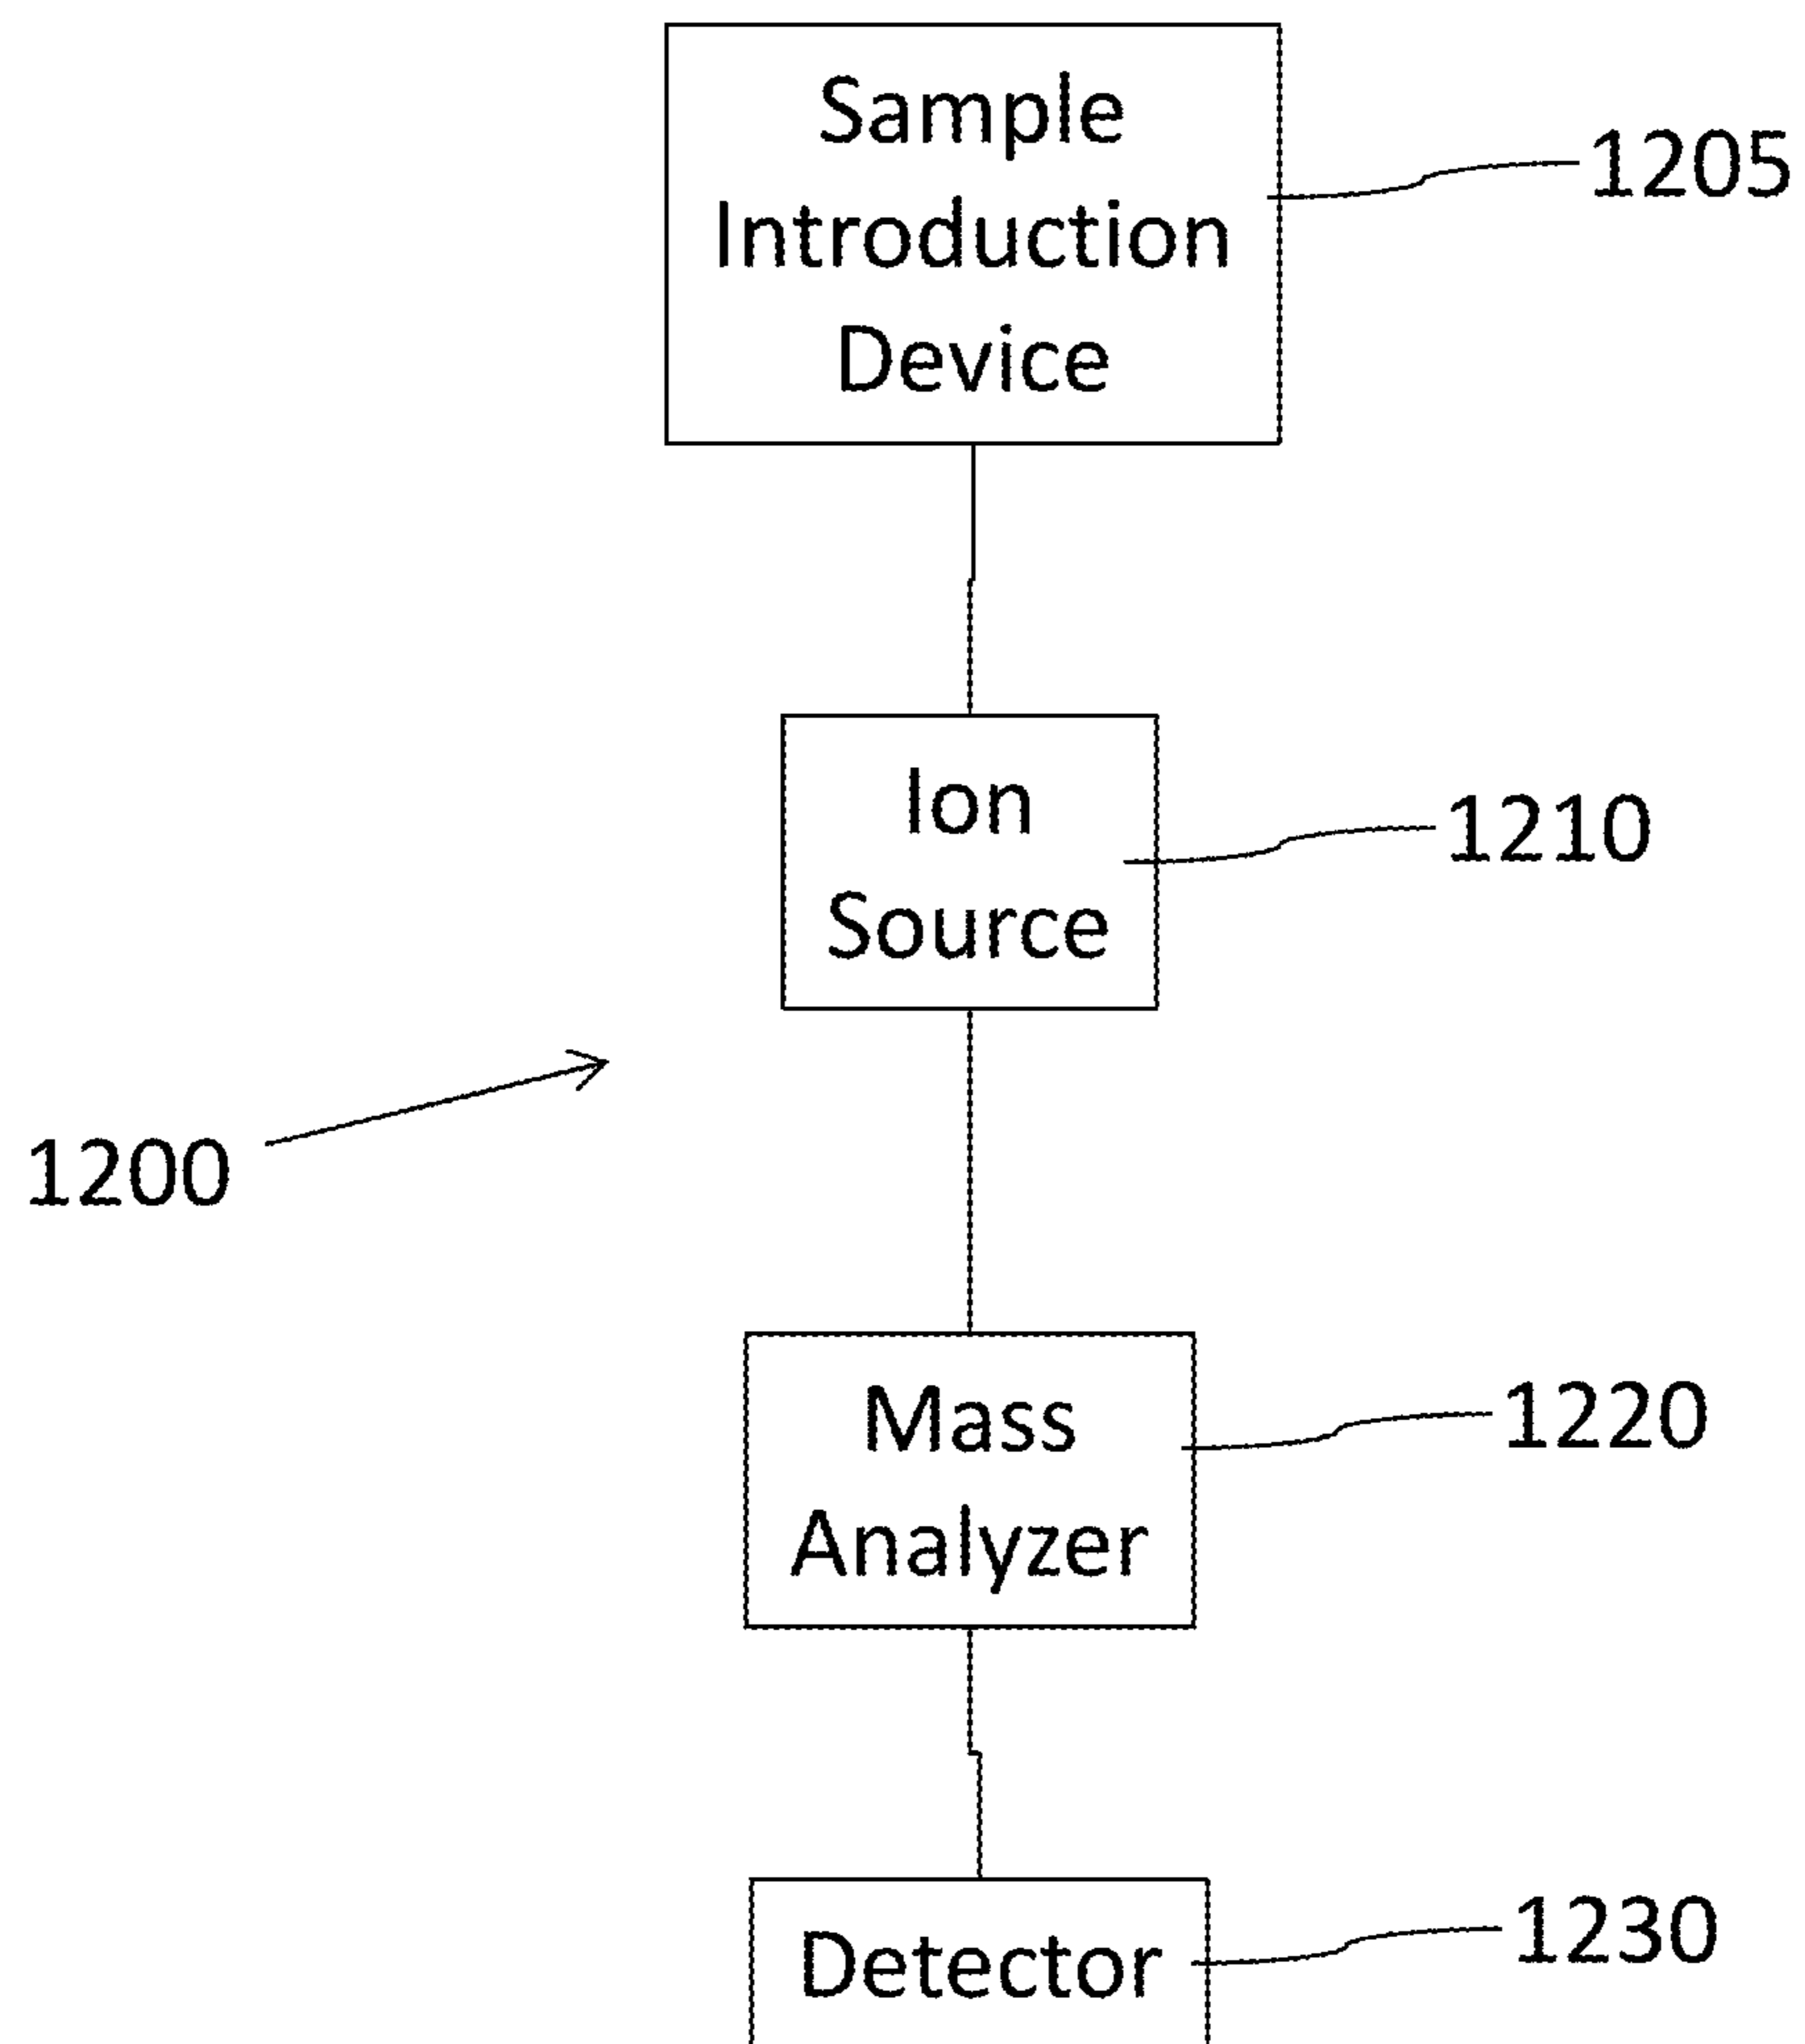 Sample
Introduction
Device
1205
Ion
Source
1210
1200
Mass
Analyzer
1220
Detector
1230